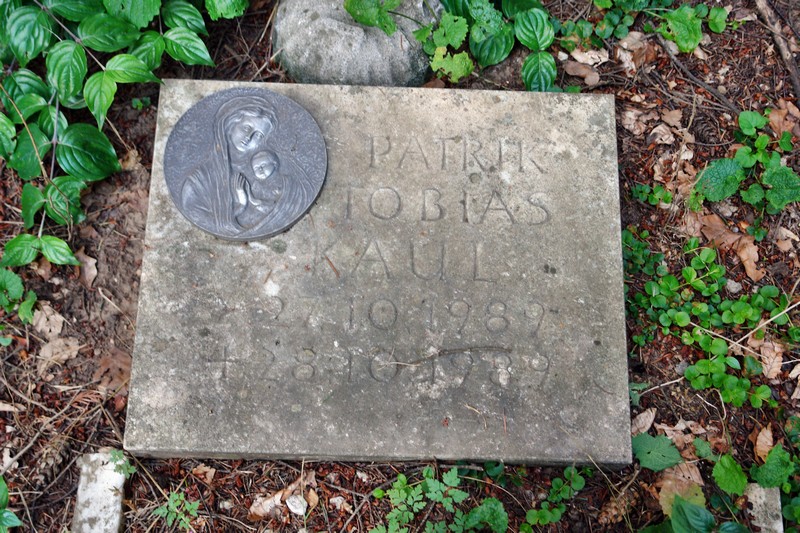 PATRIK
TOBIAS
KAUL
* 27.10.1989
+ 28.10.1989